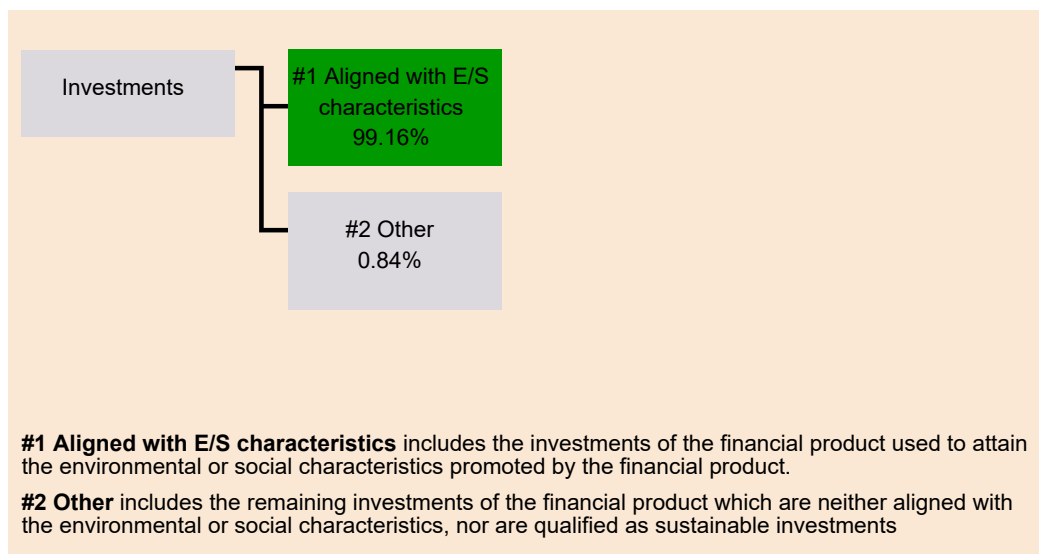 Investments
#1 Aligned with E/S
characteristics
99.16%
#2 Other
0.84%
#1 Aligned with E/S characteristics includes the investments of the financial product used to attain
the environmental or social characteristics promoted by the financial product.
#2 Other includes the remaining investments of the financial product which are neither aligned with
the environmental or social characteristics, nor are qualified as sustainable investments